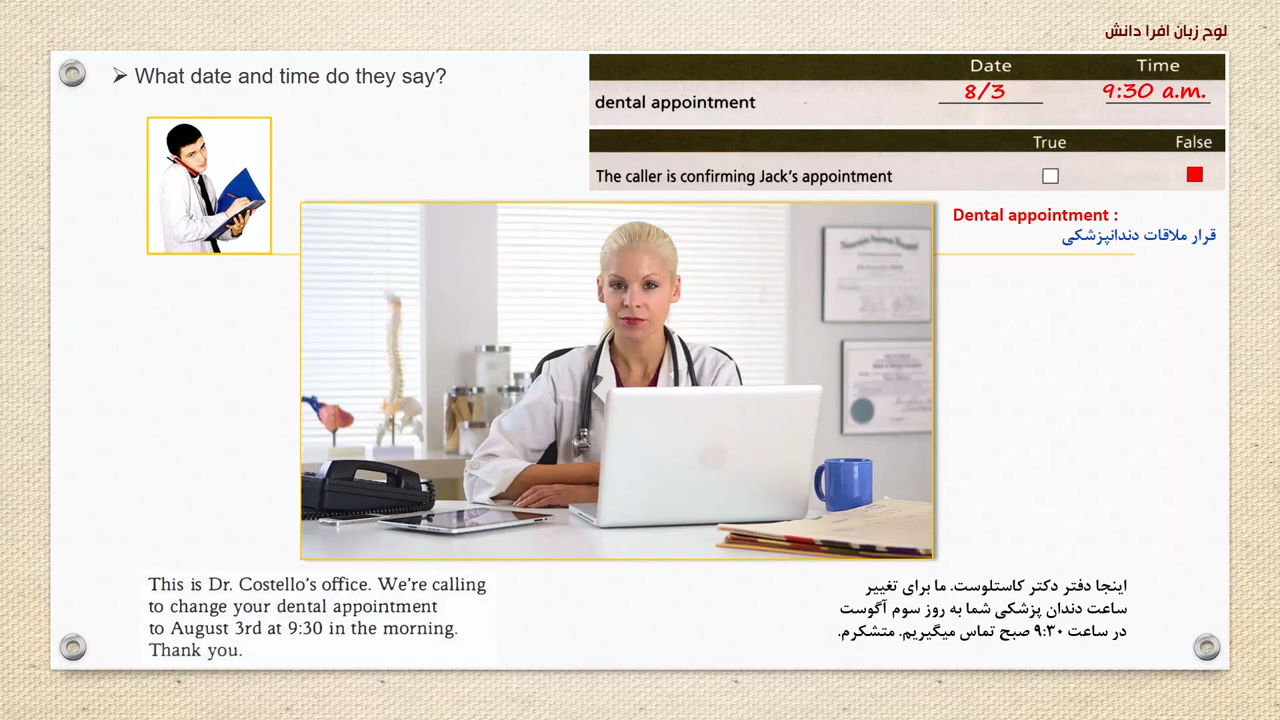 لوح زبان افرا دانش
➢ What date and time do they say?
Date Time
dental appointment 8/3 9:30 a.m.
True False
The caller is confirming Jack's appointment
Dental appointment :
قرار ملاقات دندانپزشکی
This is Dr. Costello's office. We're calling
to change your dental appointment
to August 3rd at 9:30 in the morning.
Thank you.
اینجا دفتر دکتر کاستلوست. ما برای تغییر
ساعت دندان پزشکی شما به روز سوم آگوست
در ساعت ۹:۳۰ صبح تماس میگیریم. متشکرم.